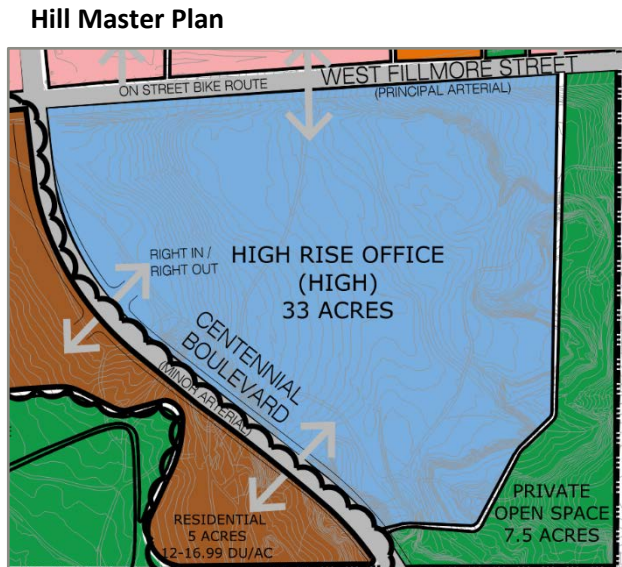 Hill Master Plan
WEST FILLMORE STREET
ON STREET BIKE ROUTE
(PRINCIPAL ARTERIAL)
RIGHT IN /
RIGHT OUT
HIGH RISE OFFICE
(HIGH)
33 ACRES
CENTENNIAL
BOULEVARD
(MINOR ARTERIAL)
RESIDENTIAL
5 ACRES
12-16.99 DU/AC
PRIVATE
OPEN SPACE
7.5 ACRES